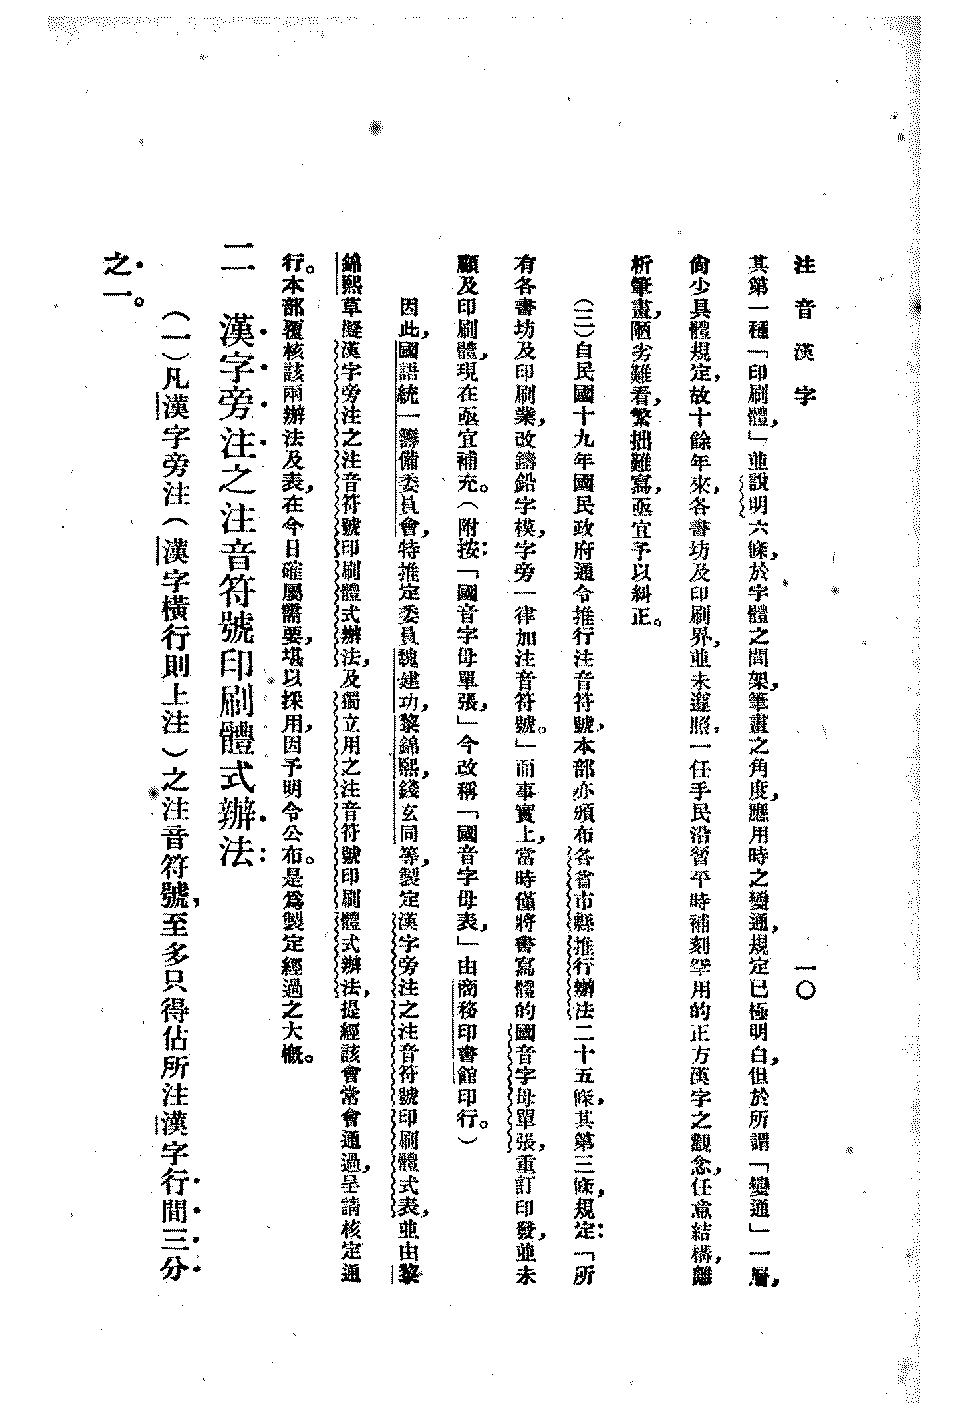 注音漢字
一〇
其第一種「印刷體，」並說明六條，於字體之間架，筆畫之角度，應用時之變通，規定已極明白，但於所謂「變通」一層，
尚少具體規定，故十餘年來，各書坊及印刷界，並未遵照，一任手民沿習平時補刻罕用的正方漢字之觀念，任意結構，離
析筆畫，陋劣難看，繁拙難寫，亟宜予以糾正。
（三）自民國十九年國民政府通令推行注音符號，本部亦頒布各省市縣推行辦法二十五條，其第三條，規定：「所
有各書坊及印刷業，改鑄鉛字模，字旁一律加注音符號。」而事實上，當時僅將書寫體的國音字母單張，重訂印發，並未
顧及印刷體，現在亟宜補充。（附按：「國音字母單張，」今改稱「國音字母表，」由商務印書館印行。）
因此，國語統一籌備委員會，特推定委員魏建功，黎錦熙，錢玄同等，製定漢字旁注之注音符號印刷體式表，並由黎
錦熙草擬漢字旁注之注音符號印刷體式辦法，及獨立用之注音符號印刷體式辦法，提經該會常會通過，呈請核定通
行。本部覆核該兩辦法及表，在今日確屬需要，堪以採用，因予明令公布。是爲製定經過之大概。
二　漢字旁注之注音符號印刷體式辦法：
（一）凡漢字旁注（漢字橫行則上注）之注音符號，至多只得佔所注漢字行間三分
之一。